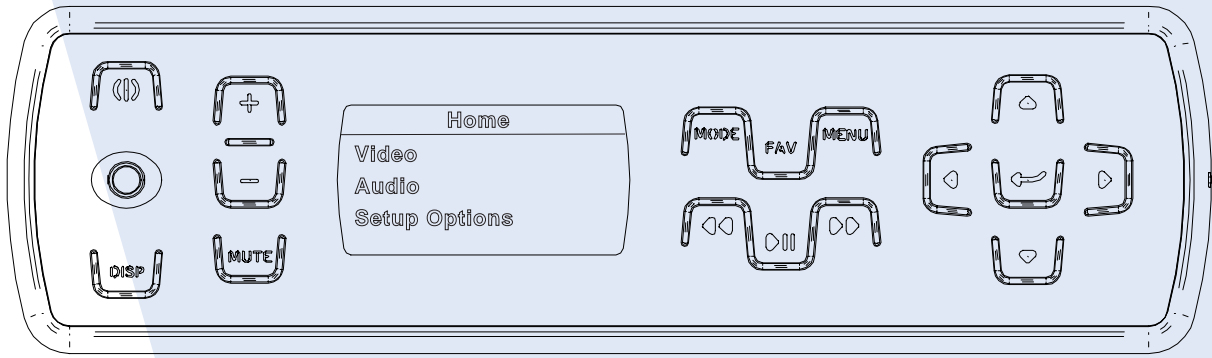 Home
Video
Audio
Setup Options
MODE
FAV
MENU
DISP
MUTE